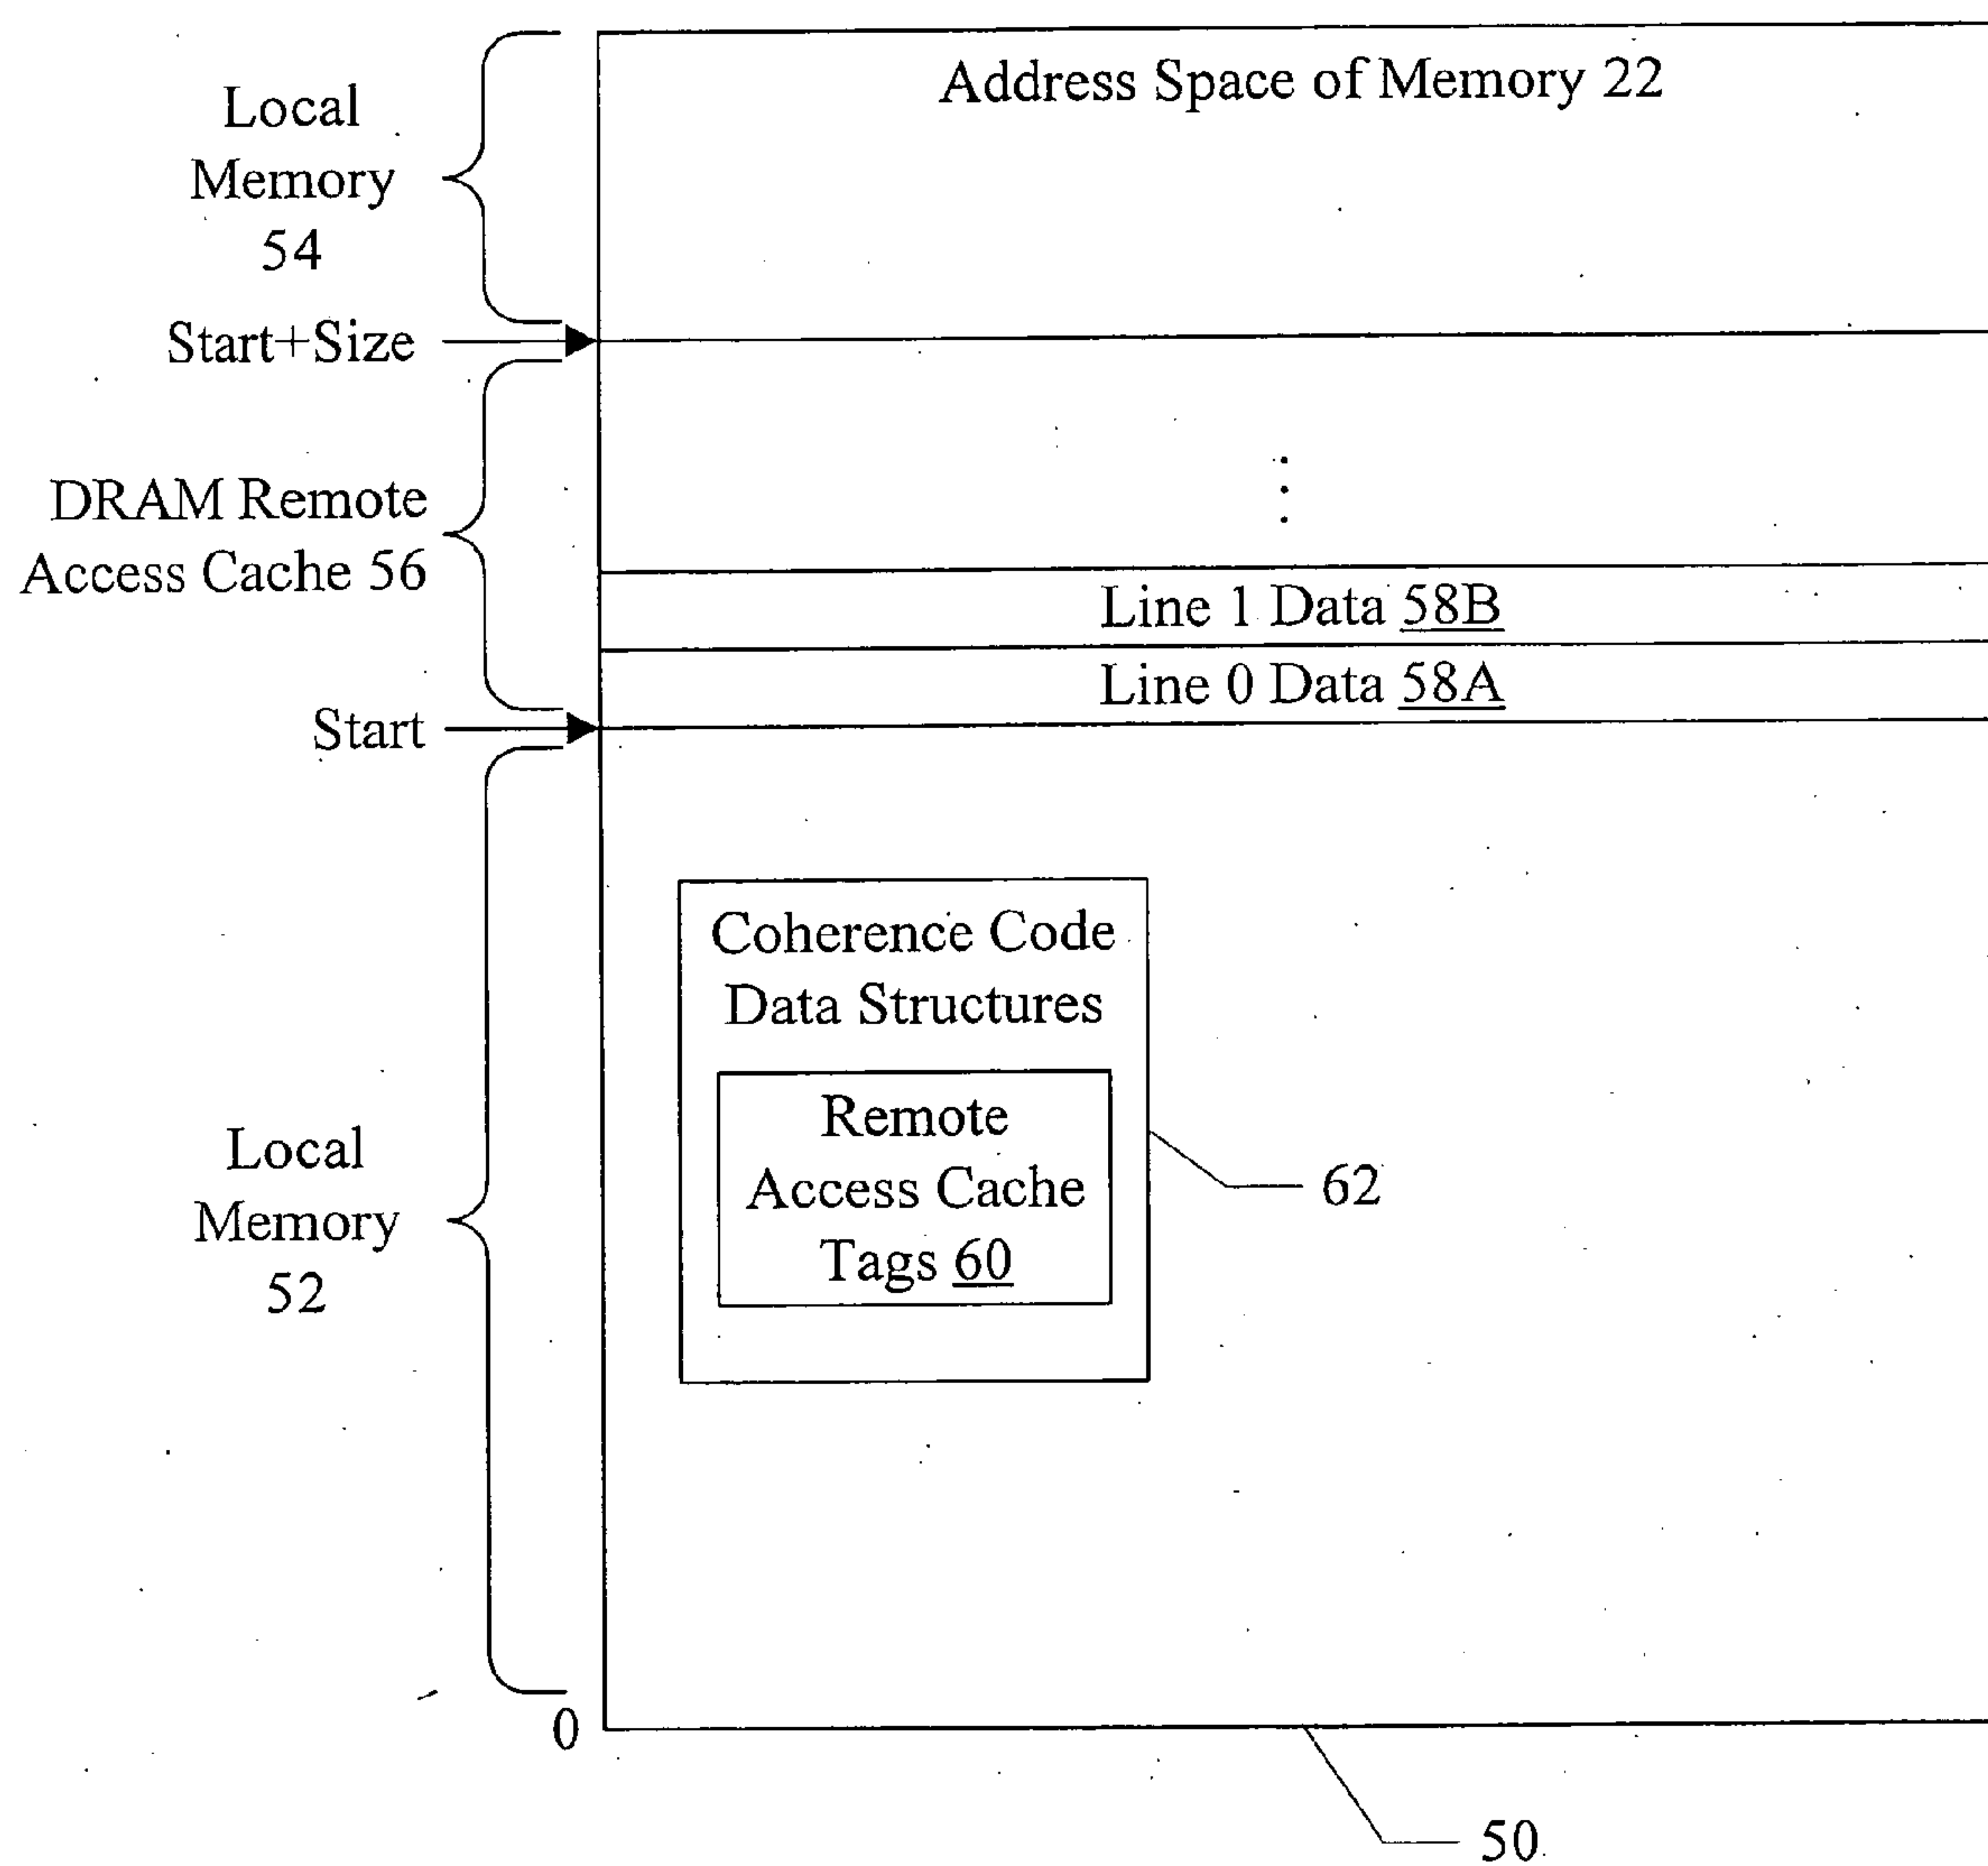 Address Space of Memory 22
Local
Memory
54
Start+Size
DRAM Remote
Access Cache 56
Line 1 Data 58B
Line 0 Data 58A
Start
Coherence Code
Data Structures
Remote
Access Cache
Tags 60
62
Local
Memory
52
0
50